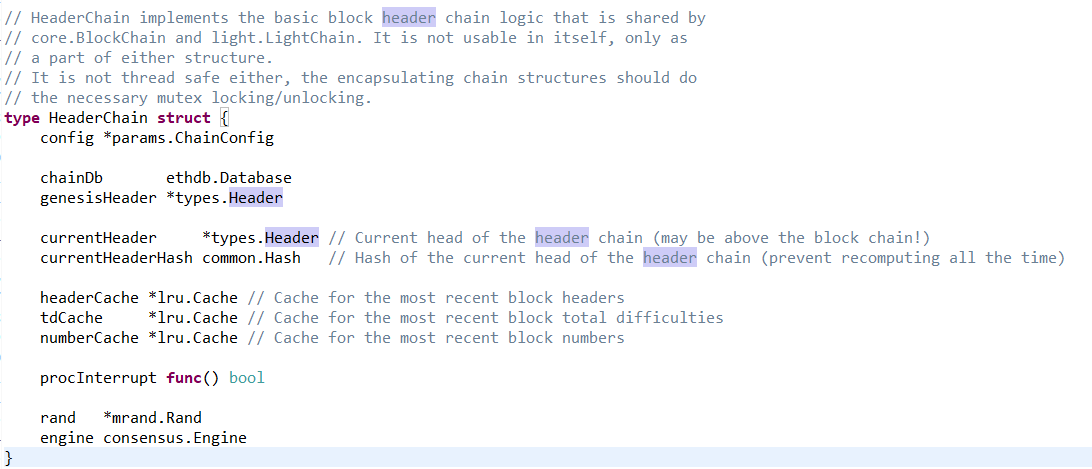 // HeaderChain implements the basic block header chain logic that is shared by
// core.BlockChain and light.LightChain. It is not usable in itself, only as
// a part of either structure.
// It is not thread safe either, the encapsulating chain structures should do
// the necessary mutex locking/unlocking.
type HeaderChain struct {
    config *params.ChainConfig

    chainDb       ethdb.Database
    genesisHeader *types.Header

    currentHeader     *types.Header // Current head of the header chain (may be above the block chain!)
    currentHeaderHash common.Hash   // Hash of the current head of the header chain (prevent recomputing all the time)

    headerCache *lru.Cache // Cache for the most recent block headers
    tdCache     *lru.Cache // Cache for the most recent block total difficulties
    numberCache *lru.Cache // Cache for the most recent block numbers

    procInterrupt func() bool

    rand   *mrand.Rand
    engine consensus.Engine
}